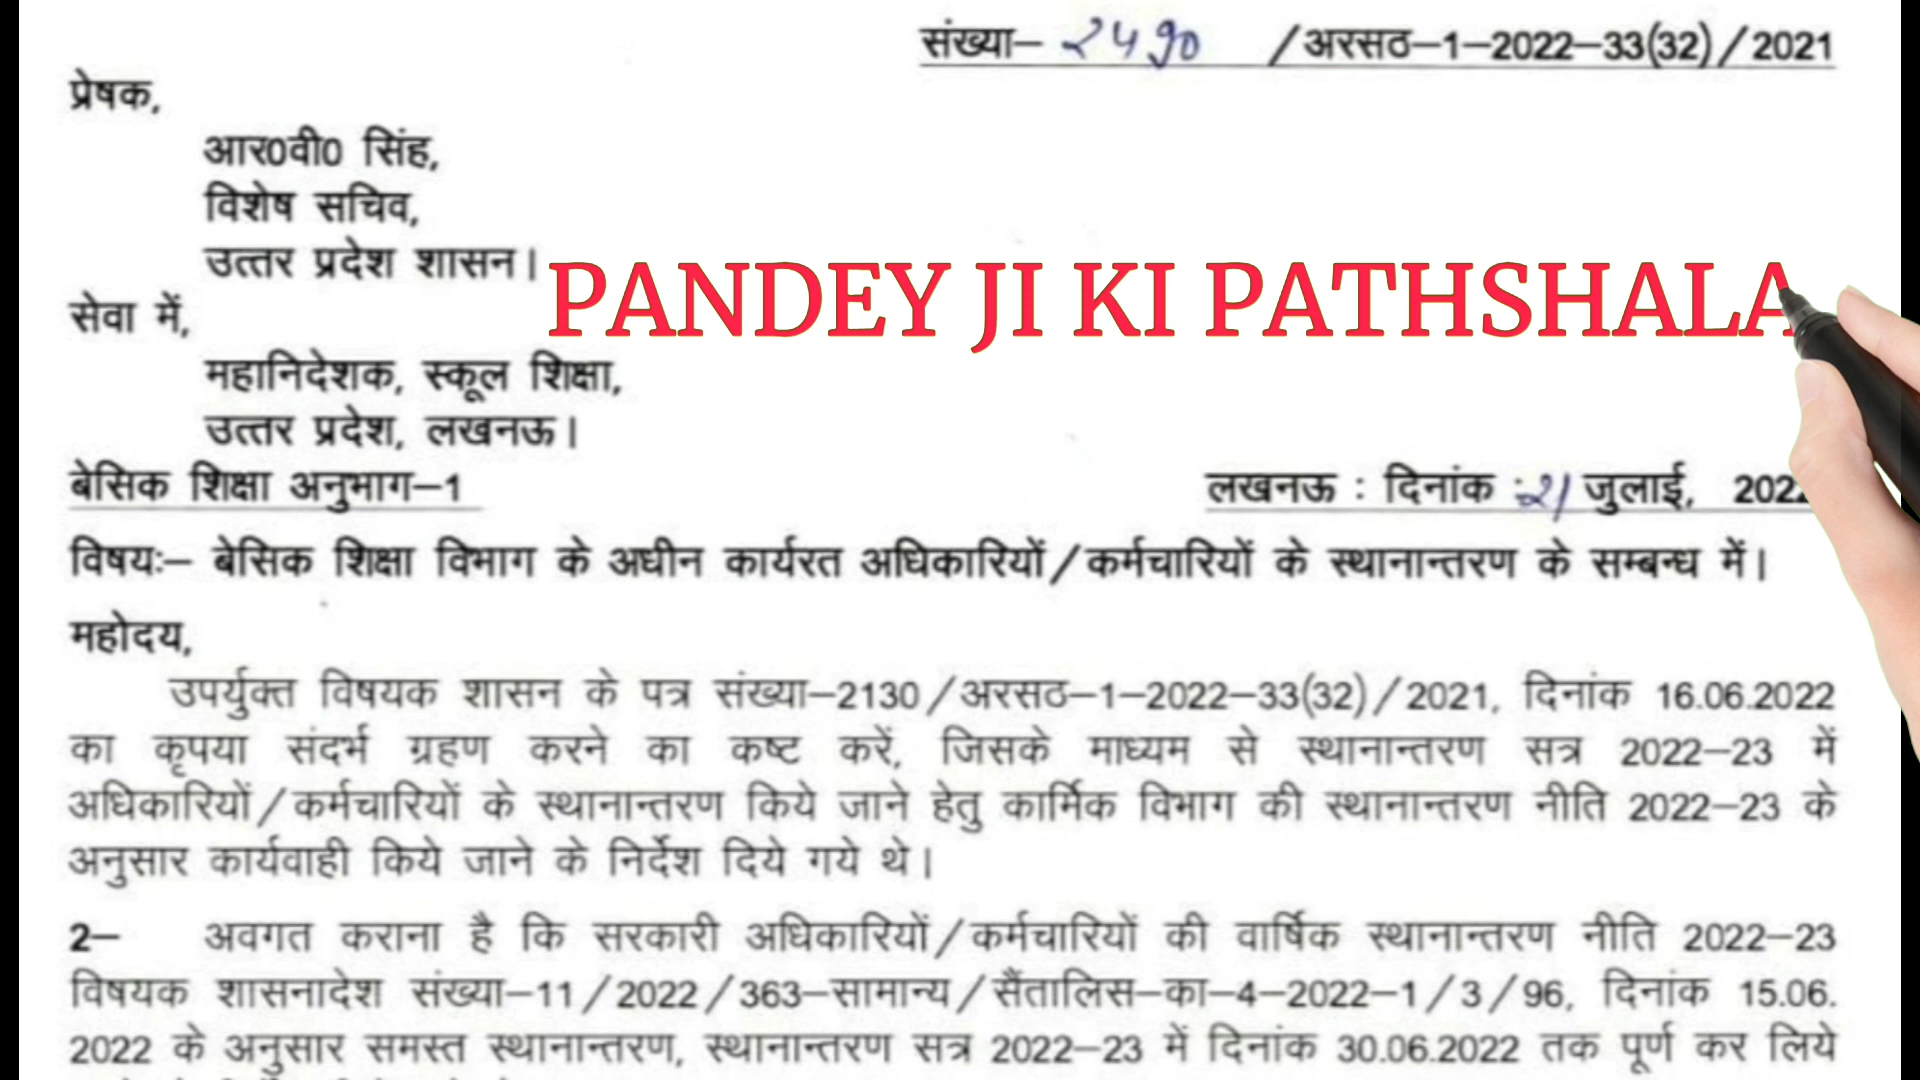 संख्या– २५९० /अरसठ–1–2022–33(32)/2021
प्रेषक,
आर0वी0 सिंह,
विशेष सचिव,
उत्तर प्रदेश शासन।
PANDEY JI KI PATHSHALA
सेवा में,
महानिदेशक, स्कूल शिक्षा,
उत्तर प्रदेश, लखनऊ।
बेसिक शिक्षा अनुभाग–1
लखनऊ : दिनांक :२1 जुलाई, 2022
विषयः– बेसिक शिक्षा विभाग के अधीन कार्यरत अधिकारियों/कर्मचारियों के स्थानान्तरण के सम्बन्ध में।
महोदय,
उपर्युक्त विषयक शासन के पत्र संख्या–2130/अरसठ–1–2022–33(32)/2021, दिनांक 16.06.2022
का कृपया संदर्भ ग्रहण करने का कष्ट करें, जिसके माध्यम से स्थानान्तरण सत्र 2022–23 में
अधिकारियों/कर्मचारियों के स्थानान्तरण किये जाने हेतु कार्मिक विभाग की स्थानान्तरण नीति 2022–23 के
अनुसार कार्यवाही किये जाने के निर्देश दिये गये थे।
2– अवगत कराना है कि सरकारी अधिकारियों/कर्मचारियों की वार्षिक स्थानान्तरण नीति 2022–23
विषयक शासनादेश संख्या–11/2022/363–सामान्य/सैंतालिस–का–4–2022–1/3/96, दिनांक 15.06.
2022 के अनुसार समस्त स्थानान्तरण, स्थानान्तरण सत्र 2022–23 में दिनांक 30.06.2022 तक पूर्ण कर लिये